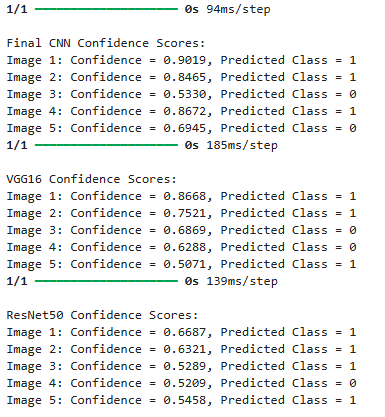 1/1 ━━━━━━━━━━━━━━━━━━━━ 0s 94ms/step
Final CNN Confidence Scores:
Image 1: Confidence = 0.9019, Predicted Class = 1
Image 2: Confidence = 0.8465, Predicted Class = 1
Image 3: Confidence = 0.5330, Predicted Class = 0
Image 4: Confidence = 0.8672, Predicted Class = 1
Image 5: Confidence = 0.6945, Predicted Class = 0
1/1 ━━━━━━━━━━━━━━━━━━━━ 0s 185ms/step
VGG16 Confidence Scores:
Image 1: Confidence = 0.8668, Predicted Class = 1
Image 2: Confidence = 0.7521, Predicted Class = 1
Image 3: Confidence = 0.6869, Predicted Class = 0
Image 4: Confidence = 0.6288, Predicted Class = 0
Image 5: Confidence = 0.5071, Predicted Class = 1
1/1 ━━━━━━━━━━━━━━━━━━━━ 0s 139ms/step
ResNet50 Confidence Scores:
Image 1: Confidence = 0.6687, Predicted Class = 1
Image 2: Confidence = 0.6321, Predicted Class = 1
Image 3: Confidence = 0.5289, Predicted Class = 1
Image 4: Confidence = 0.5209, Predicted Class = 0
Image 5: Confidence = 0.5458, Predicted Class = 1